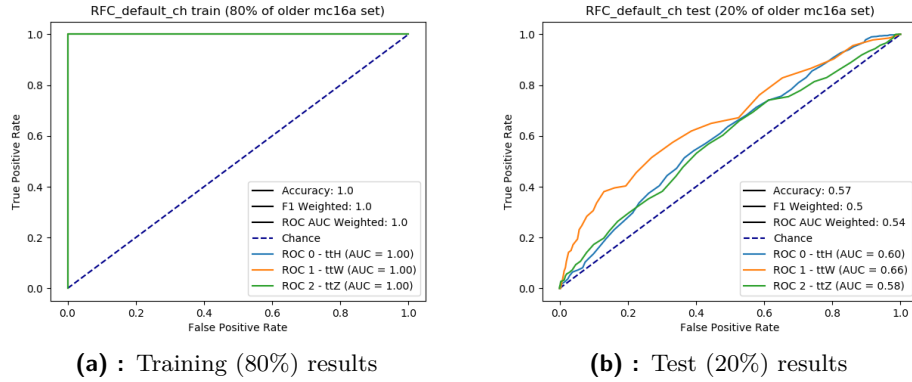 RFC_default_ch train (80% of older mc16a set)
1.0
0.8
0.6
0.4
0.2
0.0
True Positive Rate
Accuracy: 1.0
F1 Weighted: 1.0
ROC AUC Weighted: 1.0
Chance
ROC 0 - ttH (AUC = 1.00)
ROC 1 - ttW (AUC = 1.00)
ROC 2 - ttZ (AUC = 1.00)
0.0 0.2 0.4 0.6 0.8 1.0
False Positive Rate
(a) : Training (80%) results
RFC_default_ch test (20% of older mc16a set)
1.0
0.8
0.6
0.4
0.2
0.0
True Positive Rate
Accuracy: 0.57
F1 Weighted: 0.5
ROC AUC Weighted: 0.54
Chance
ROC 0 - ttH (AUC = 0.60)
ROC 1 - ttW (AUC = 0.66)
ROC 2 - ttZ (AUC = 0.58)
0.0 0.2 0.4 0.6 0.8 1.0
False Positive Rate
(b) : Test (20%) results